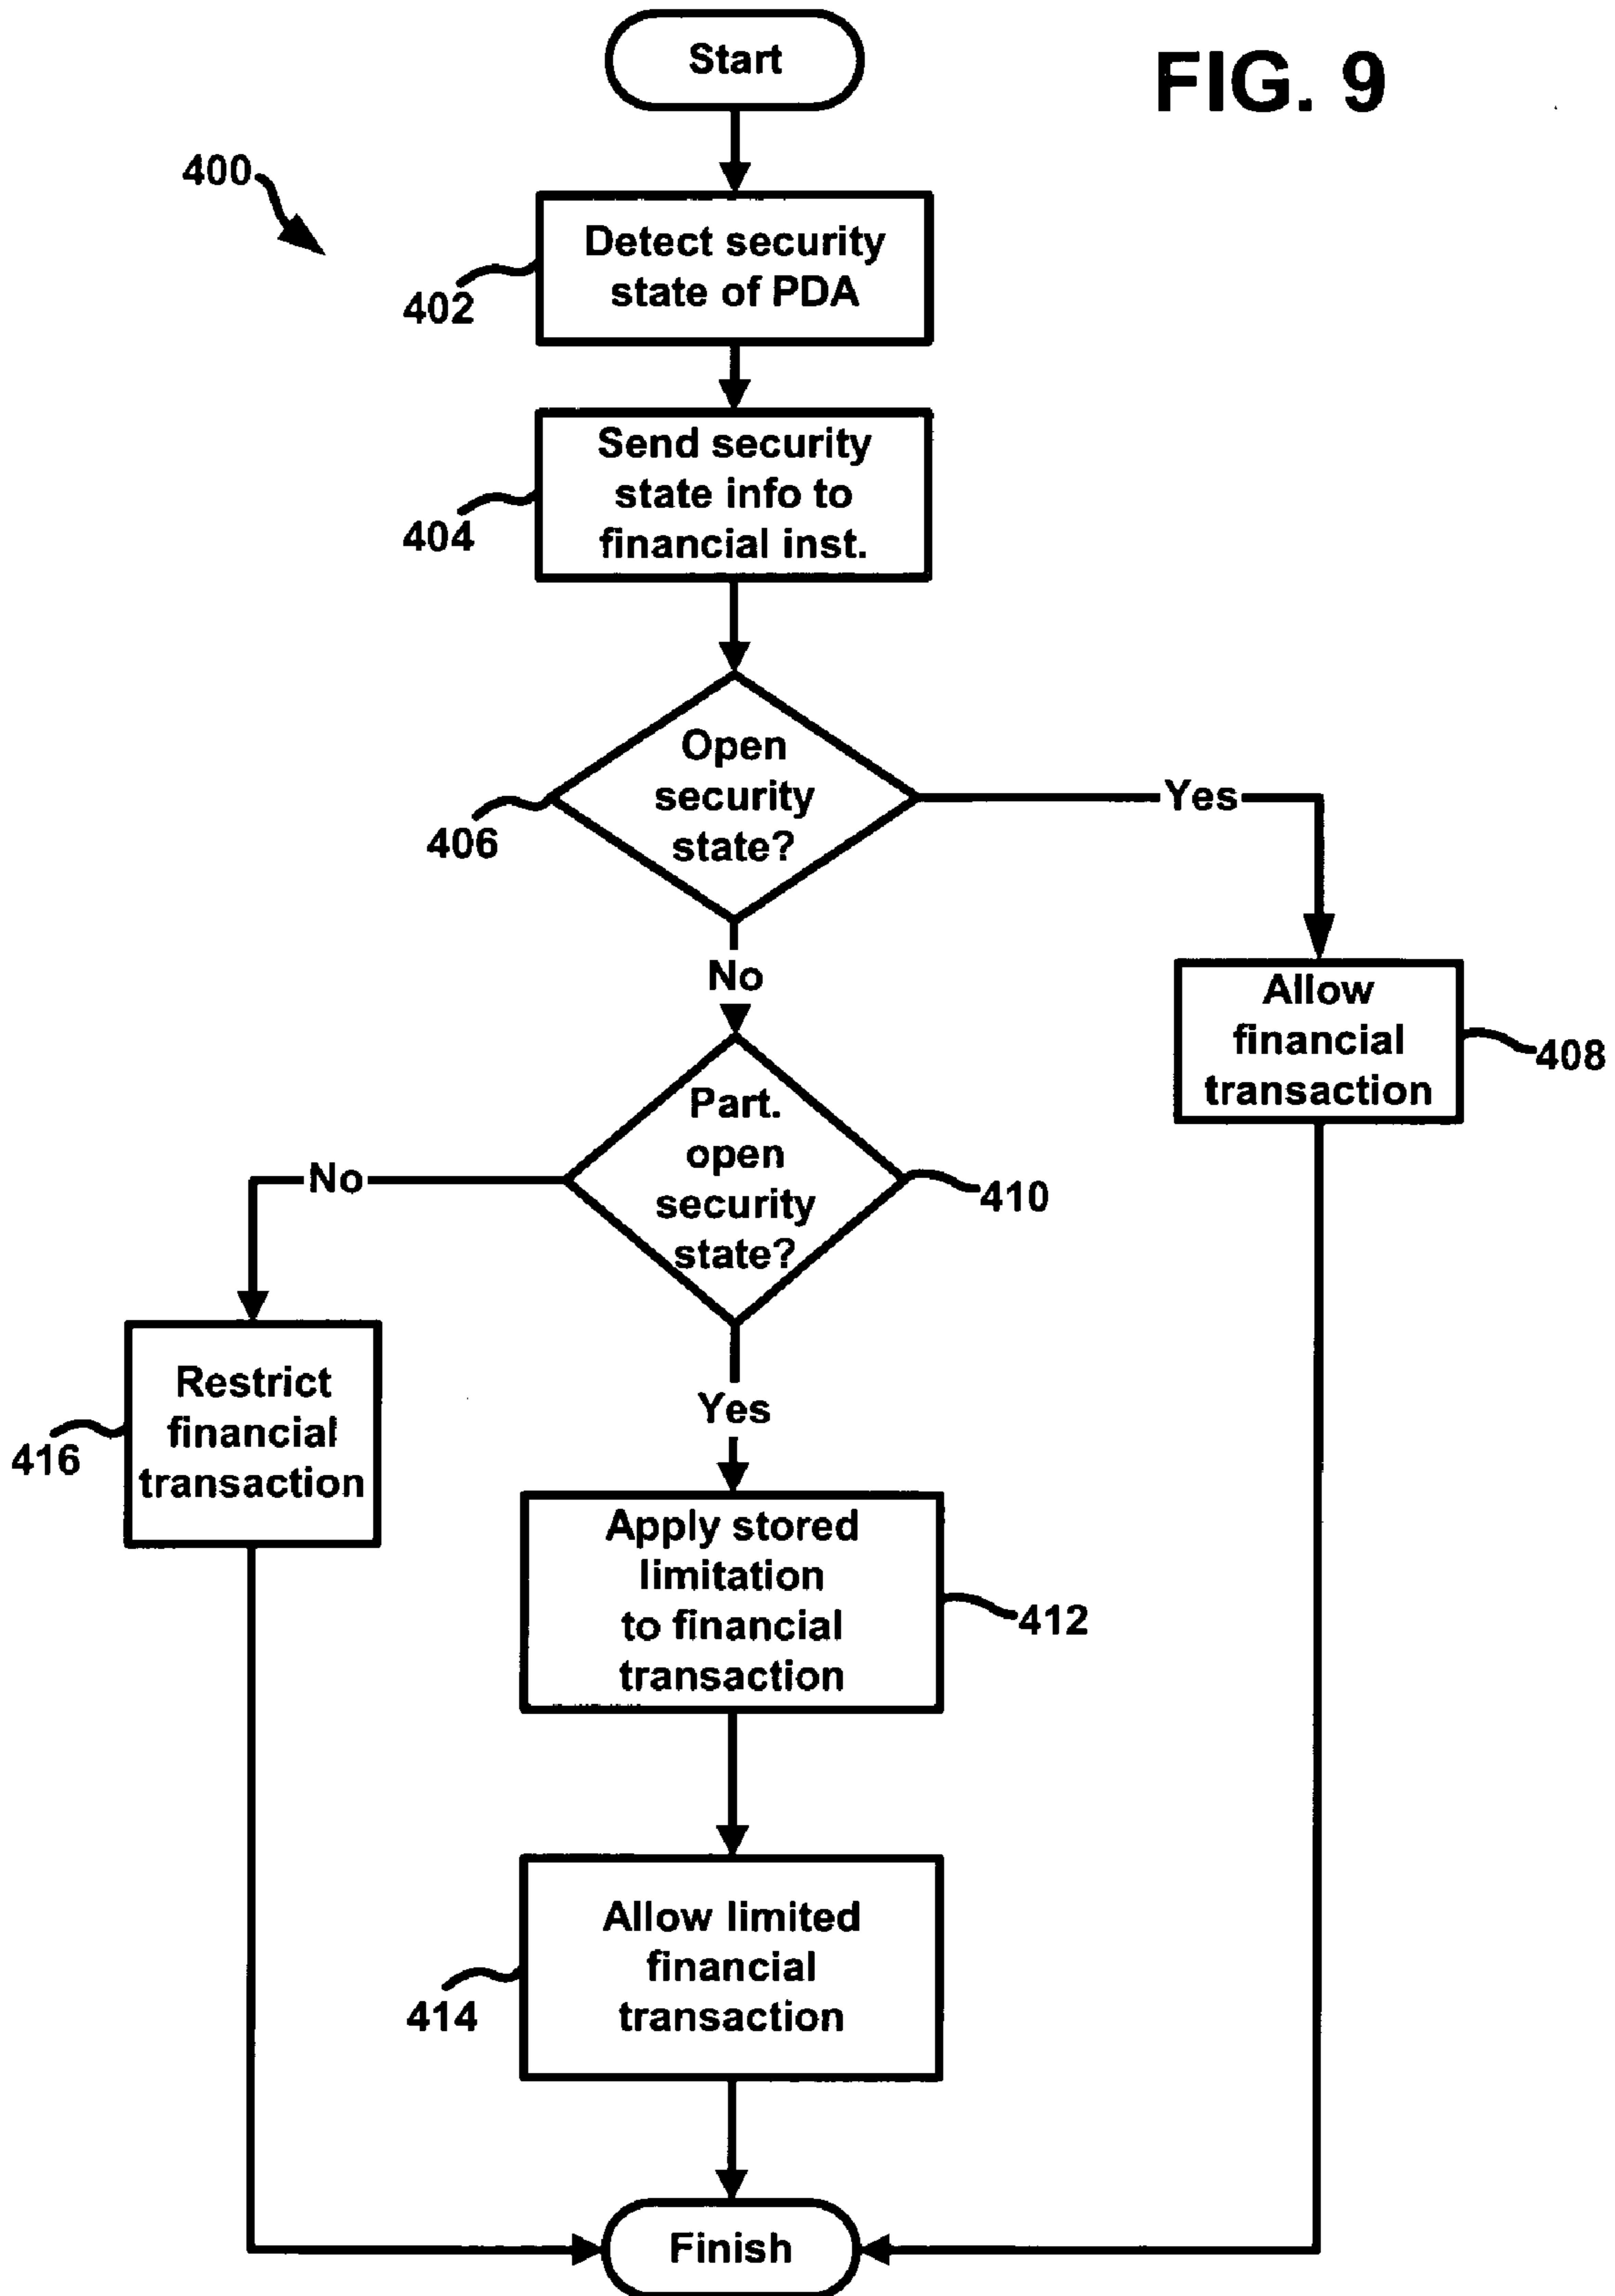 Start
FIG. 9
400
Detect security
state of PDA
402
Send security
state info to
financial inst.
404
Open
security
state?
406
Yes
No
Allow
financial
transaction
408
Part.
open
security
state?
410
No
Yes
Restrict
financial
transaction
416
Apply stored
limitation
to financial
transaction
412
Allow limited
financial
transaction
414
Finish